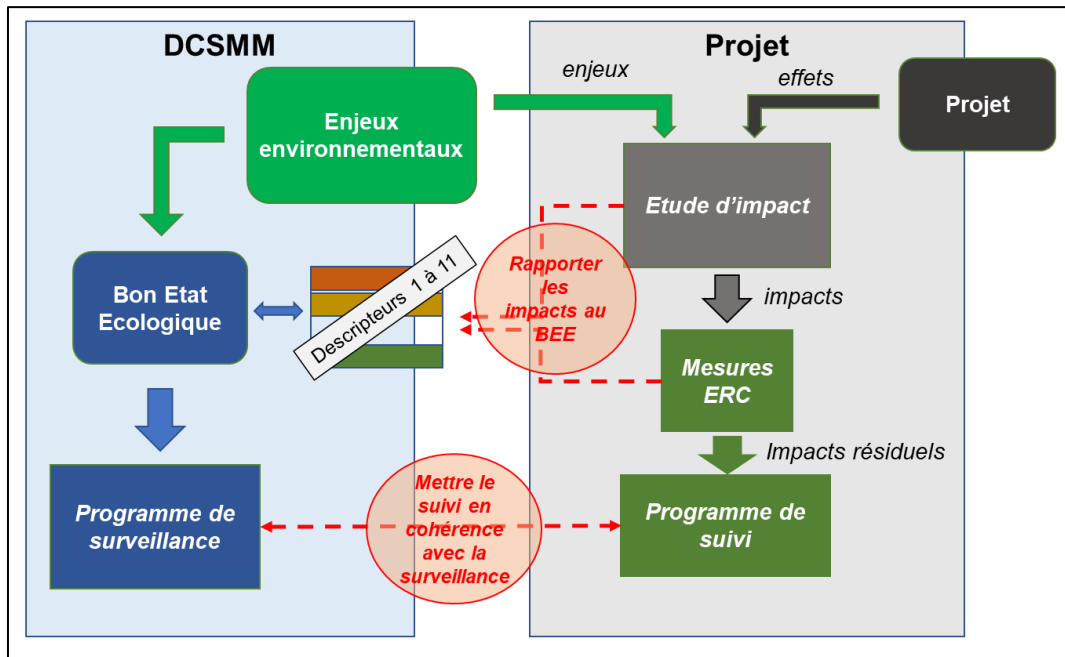 DCSMM
Projet
enjeux
effets
Enjeux
environnementaux
Projet
Etude d’impact
Bon Etat
Ecologique
Descripteurs 1 à 11
Rapporter
les
impacts au
BEE
impacts
Mesures
ERC
Impacts résiduels
Programme de
surveillance
Mettre le
suivi en
cohérence
avec la
surveillance
Programme de
suivi